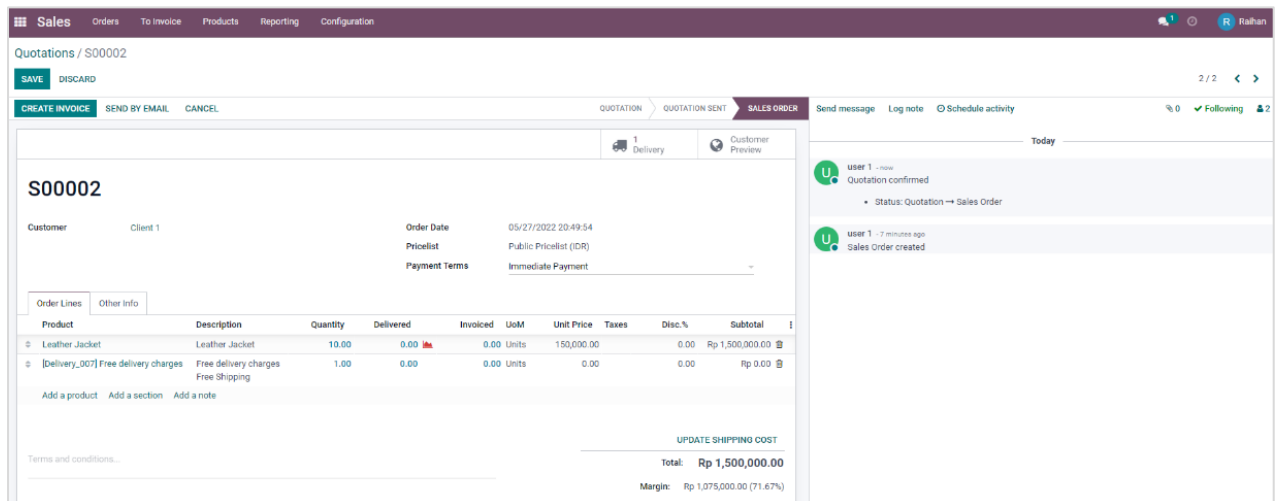 Sales Orders To Invoice Products Reporting Configuration 1 R Raihan
Quotations / S00002
SAVE DISCARD 2 / 2
CREATE INVOICE SEND BY EMAIL CANCEL QUOTATION QUOTATION SENT SALES ORDER Send message Log note Schedule activity 0 Following 2
1 Delivery Customer Preview
Today
S00002
U user 1 - now
Quotation confirmed
• Status: Quotation → Sales Order
U user 1 - 7 minutes ago
Sales Order created
Customer Client 1 Order Date 05/27/2022 20:49:54
Pricelist Public Pricelist (IDR)
Payment Terms Immediate Payment
Order Lines Other Info
Product Description Quantity Delivered Invoiced UoM Unit Price Taxes Disc.% Subtotal
Leather Jacket Leather Jacket 10.00 0.00 0.00 Units 150,000.00 0.00 Rp 1,500,000.00
[Delivery_007] Free delivery charges Free delivery charges 1.00 0.00 0.00 Units 0.00 0.00 Rp 0.00
Free Shipping
Add a product Add a section Add a note
UPDATE SHIPPING COST
Terms and conditions... Total: Rp 1,500,000.00
Margin: Rp 1,075,000.00 (71.67%)